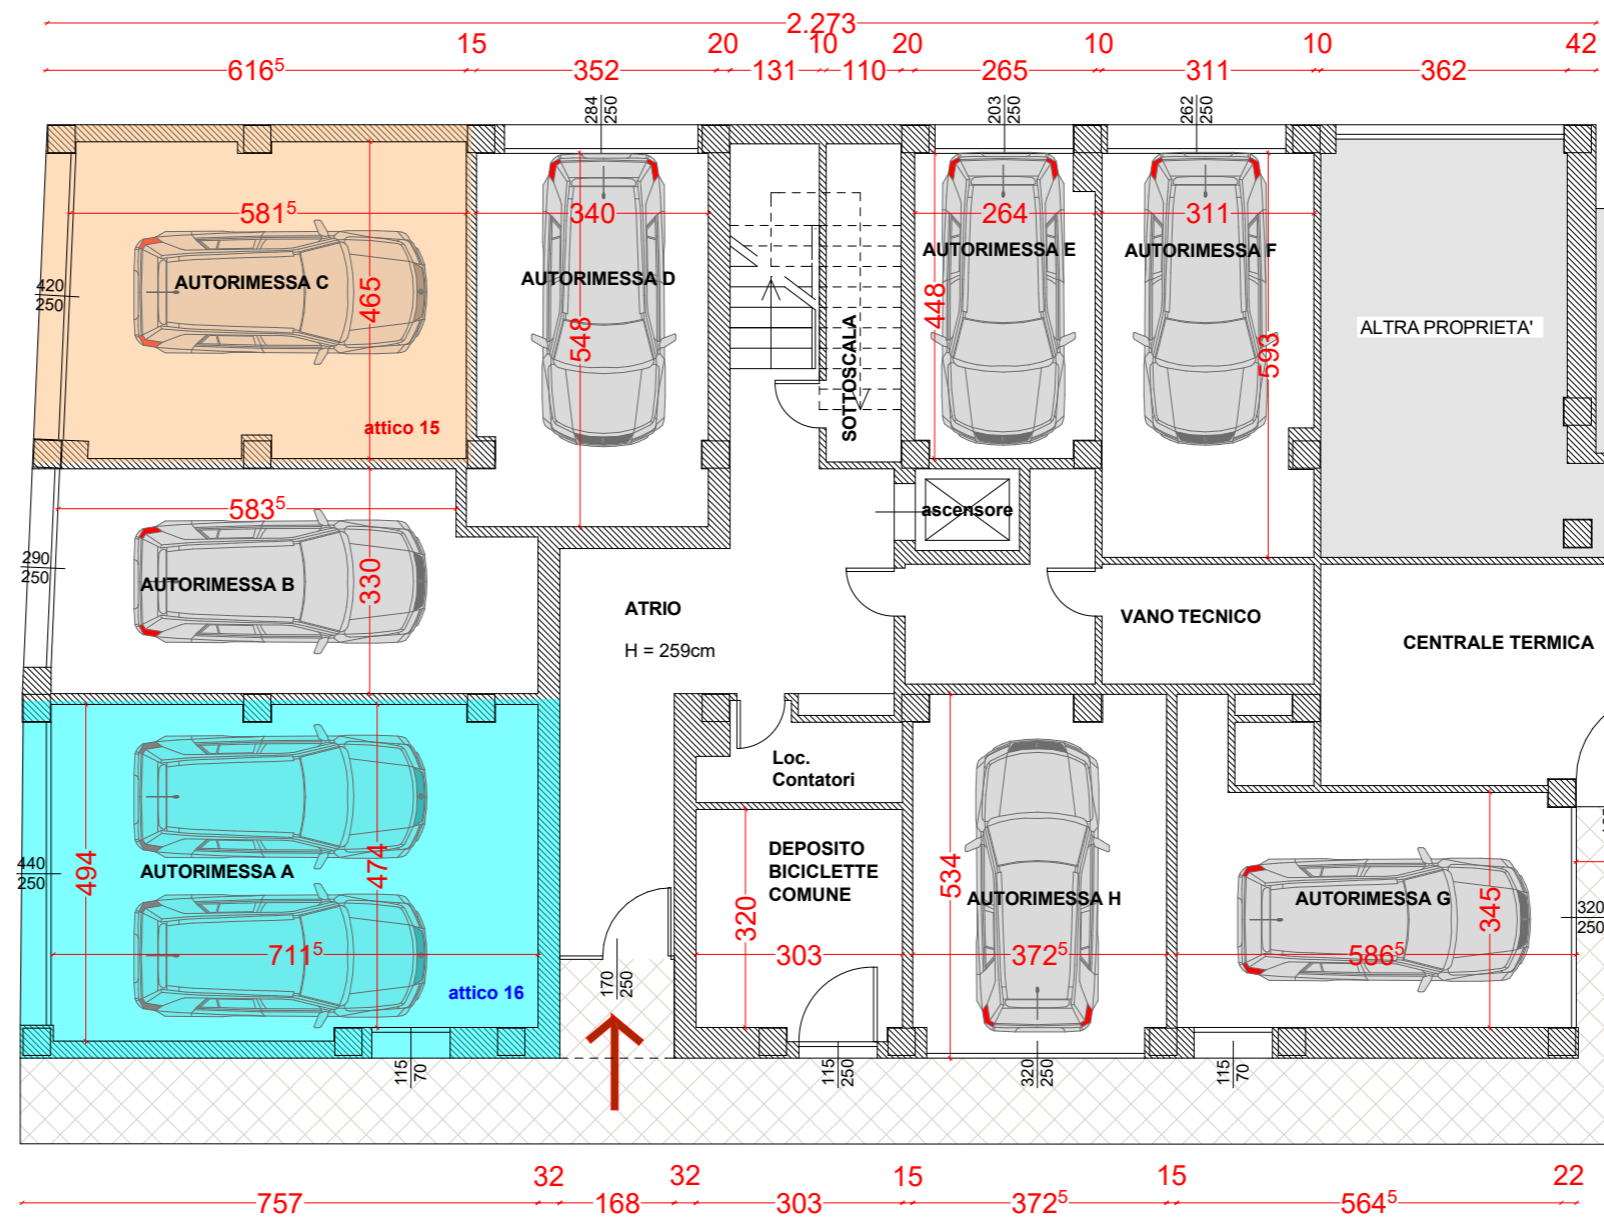 2.273
15 20 10 20 10 10 42
616⁵ 352 131 110 265 311 362
284
250
203
250
262
250
581⁵
340
264
311
AUTORIMESSA C
AUTORIMESSA D
AUTORIMESSA E
AUTORIMESSA F
420
250
465
548
448
593
SOTTOSCALA
ALTRA PROPRIETA'
attico 15
583⁵
ascensore
290
250
AUTORIMESSA B
330
ATRIO
H = 259cm
VANO TECNICO
CENTRALE TERMICA
Loc.
Contatori
440
250
494
AUTORIMESSA A
474
DEPOSITO
BICICLETTE
COMUNE
320
534
AUTORIMESSA H
AUTORIMESSA G
345
320
250
711⁵
303
372⁵
586⁵
attico 16
170
250
115
70
115
250
320
250
115
70
32 32 15 15 22
757 168 303 372⁵ 564⁵